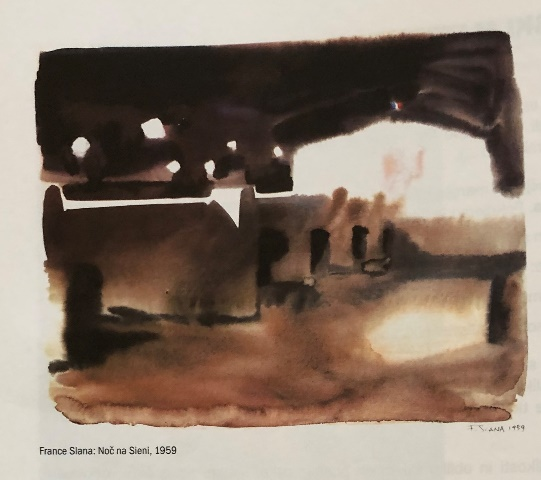 F. SLANA 1959
France Slana: Noč na Sieni, 1959